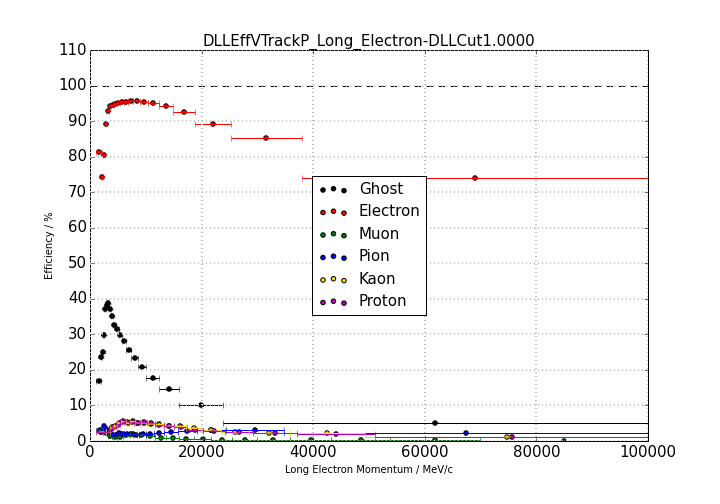 DLLEffVTrackP_Long_Electron-DLLCut1.0000
110
100
90
80
70
60
50
40
30
20
10
0
Efficiency / %
Ghost
Electron
Muon
Pion
Kaon
Proton
0 20000 40000 60000 80000 100000
Long Electron Momentum / MeV/c